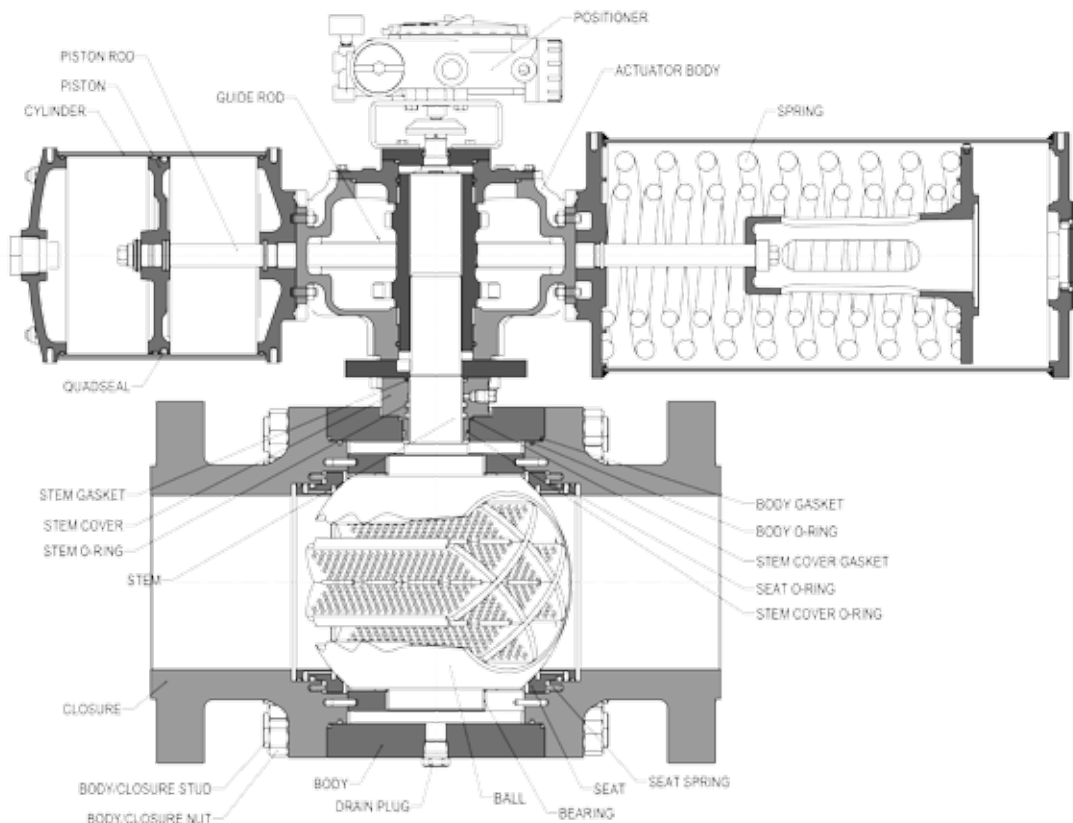 POSITIONER
PISTON ROD
ACTUATOR BODY
PISTON
GUIDE ROD
CYLINDER
SPRING
QUADSEAL
STEM GASKET
BODY GASKET
STEM COVER
BODY O-RING
STEM O-RING
STEM COVER GASKET
STEM
SEAT O-RING
STEM COVER O-RING
CLOSURE
BODY/CLOSURE STUD
BODY
SEAT
SEAT SPRING
DRAIN PLUG
BALL
BEARING
BODY/CLOSURE NUT